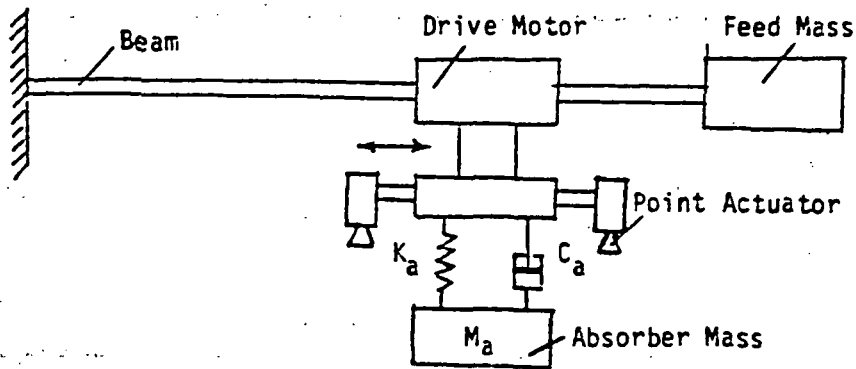 Beam
Drive Motor
Feed Mass
Point Actuator
Ka
Ca
Ma
Absorber Mass